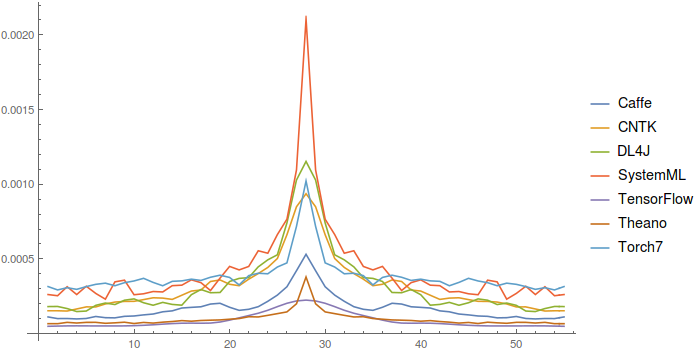 0.0020
0.0015
0.0010
0.0005
10 20 30 40 50
Caffe
CNTK
DL4J
SystemML
TensorFlow
Theano
Torch7